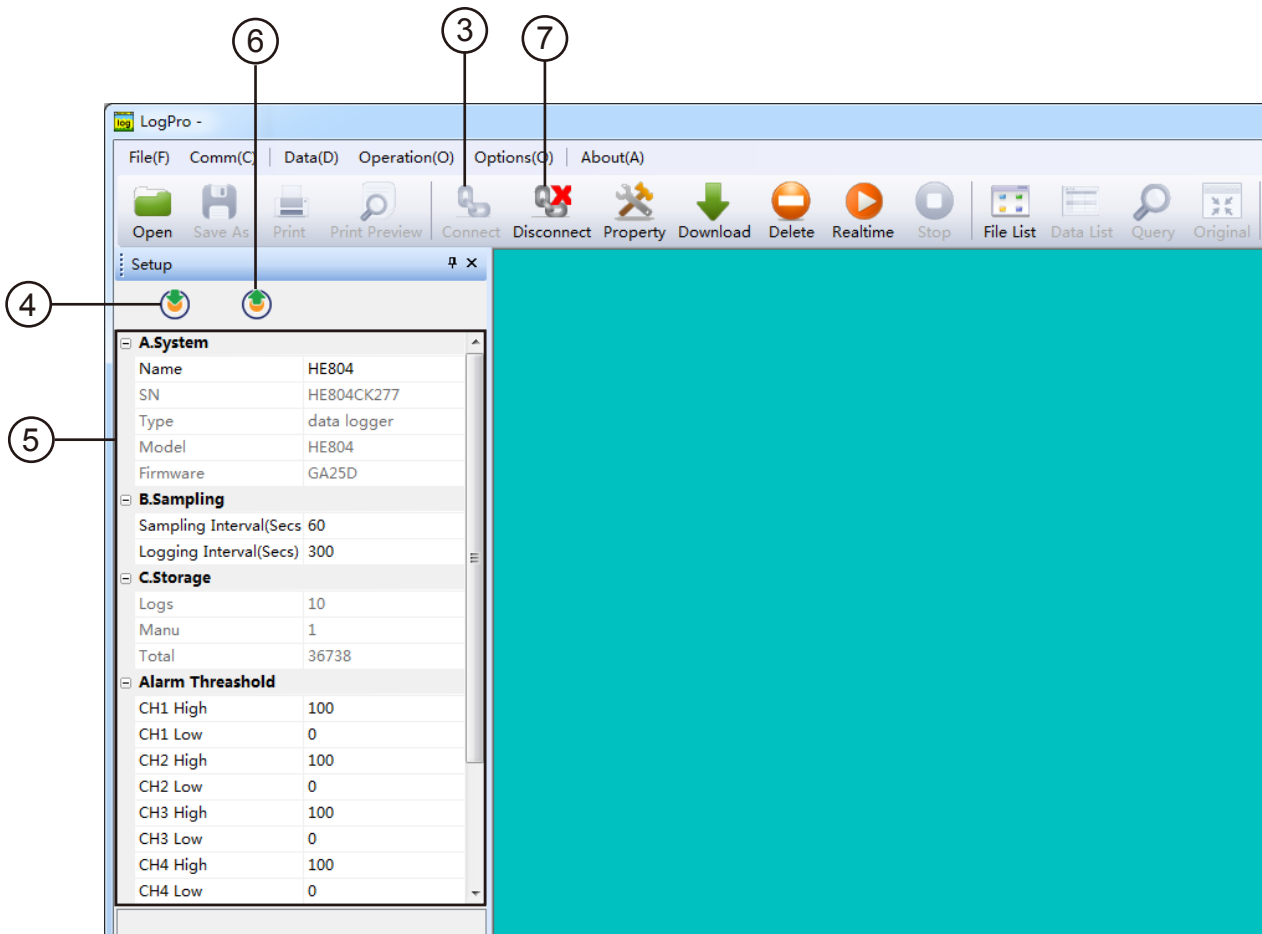 6 3 7
LogPro -
File(F) Comm(C) Data(D) Operation(O) Options(O) About(A)
Open Save As Print Print Preview Connect Disconnect Property Download Delete Realtime Stop File List Data List Query Original
Setup
4
A.System
Name HE804
SN HE804CK277
Type data logger
5
Model HE804
Firmware GA25D
B.Sampling
Sampling Interval(Secs 60
Logging Interval(Secs) 300
C.Storage
Logs 10
Manu 1
Total 36738
Alarm Threashold
CH1 High 100
CH1 Low 0
CH2 High 100
CH2 Low 0
CH3 High 100
CH3 Low 0
CH4 High 100
CH4 Low 0